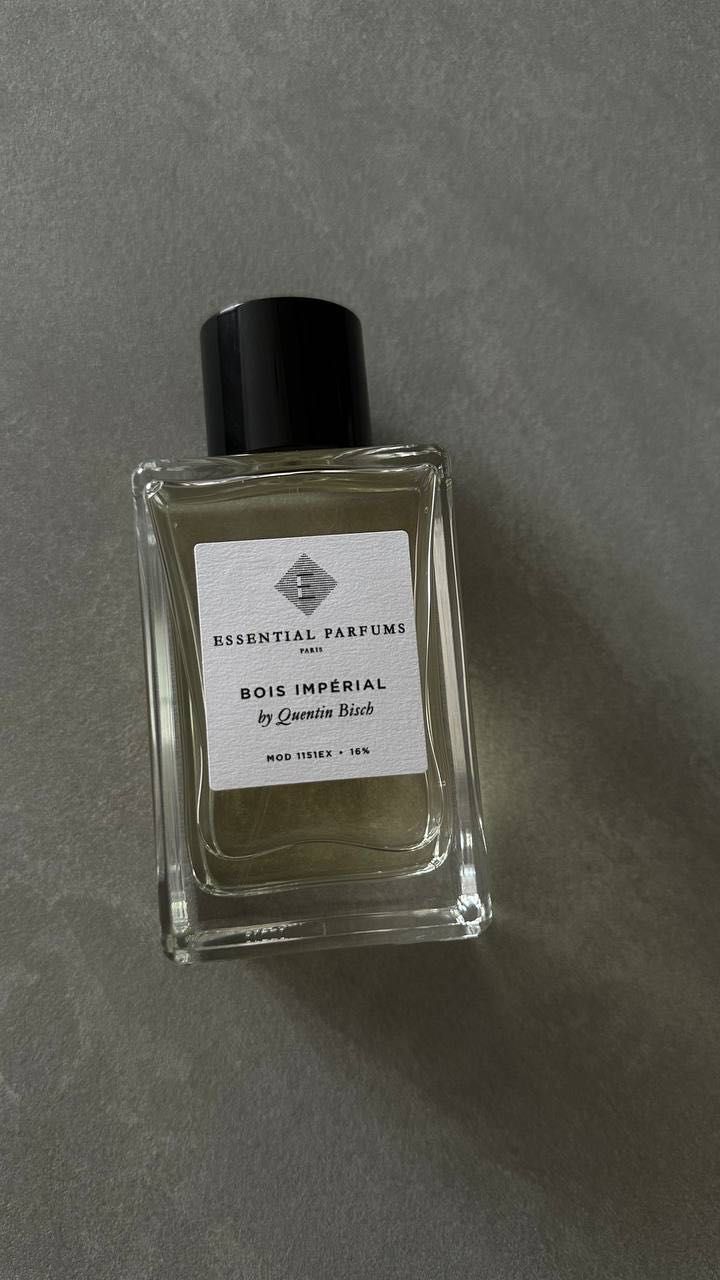 E
ESSENTIAL PARFUMS
PARIS
BOIS IMPÉRIAL
by Quentin Bisch
MOD 1151EX • 16%